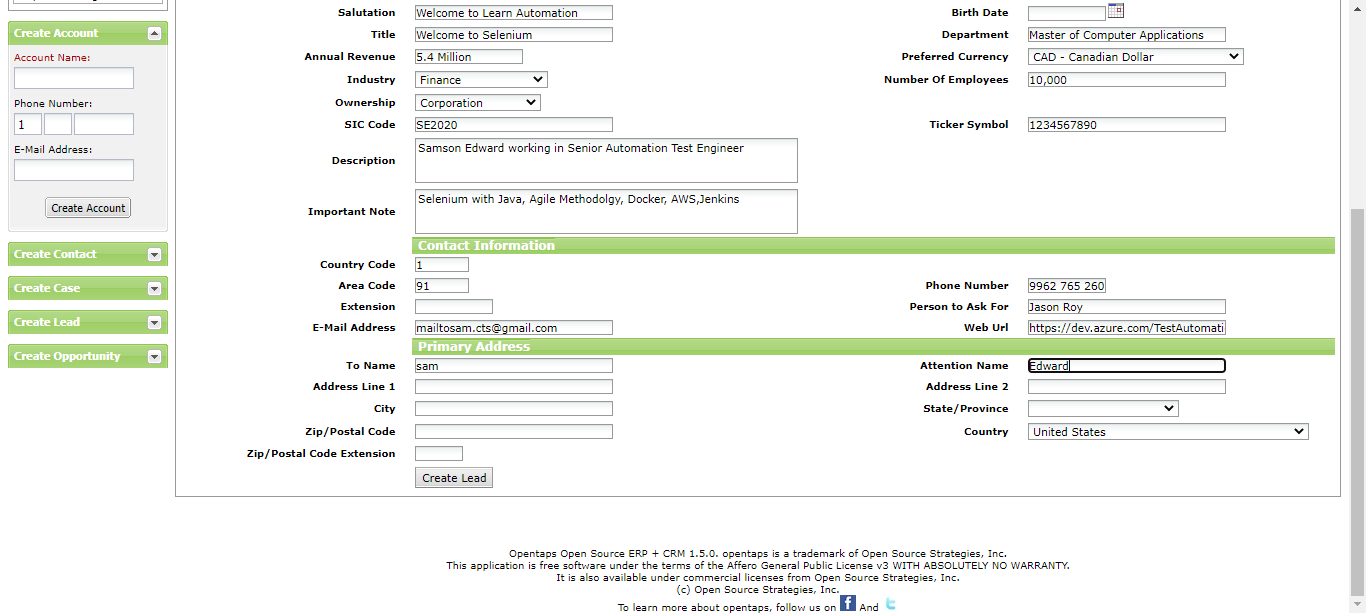 Create Account
Account Name:
Phone Number:
1
E-Mail Address:
Create Account
Create Contact
Create Case
Create Lead
Create Opportunity
Salutation Welcome to Learn Automation Birth Date
Title Welcome to Selenium Department Master of Computer Applications
Annual Revenue 5.4 Million Preferred Currency CAD - Canadian Dollar
Industry Finance Number Of Employees 10,000
Ownership Corporation
SIC Code SE2020 Ticker Symbol 1234567890
Description Samson Edward working in Senior Automation Test Engineer
Important Note Selenium with Java, Agile Methodolgy, Docker, AWS,Jenkins
Contact Information
Country Code 1
Area Code 91 Phone Number 9962 765 260
Extension Person to Ask For Jason Roy
E-Mail Address mailtosam.cts@gmail.com Web Url https://dev.azure.com/TestAutomati
Primary Address
To Name sam Attention Name Edward
Address Line 1 Address Line 2
City State/Province
Zip/Postal Code Country United States
Zip/Postal Code Extension
Create Lead
Opentaps Open Source ERP + CRM 1.5.0. opentaps is a trademark of Open Source Strategies, Inc.
This application is free software under the terms of the Affero General Public License v3 WITH ABSOLUTELY NO WARRANTY.
It is also available under commercial licenses from Open Source Strategies, Inc.
(c) Open Source Strategies, Inc.
To learn more about opentaps, follow us on f And t